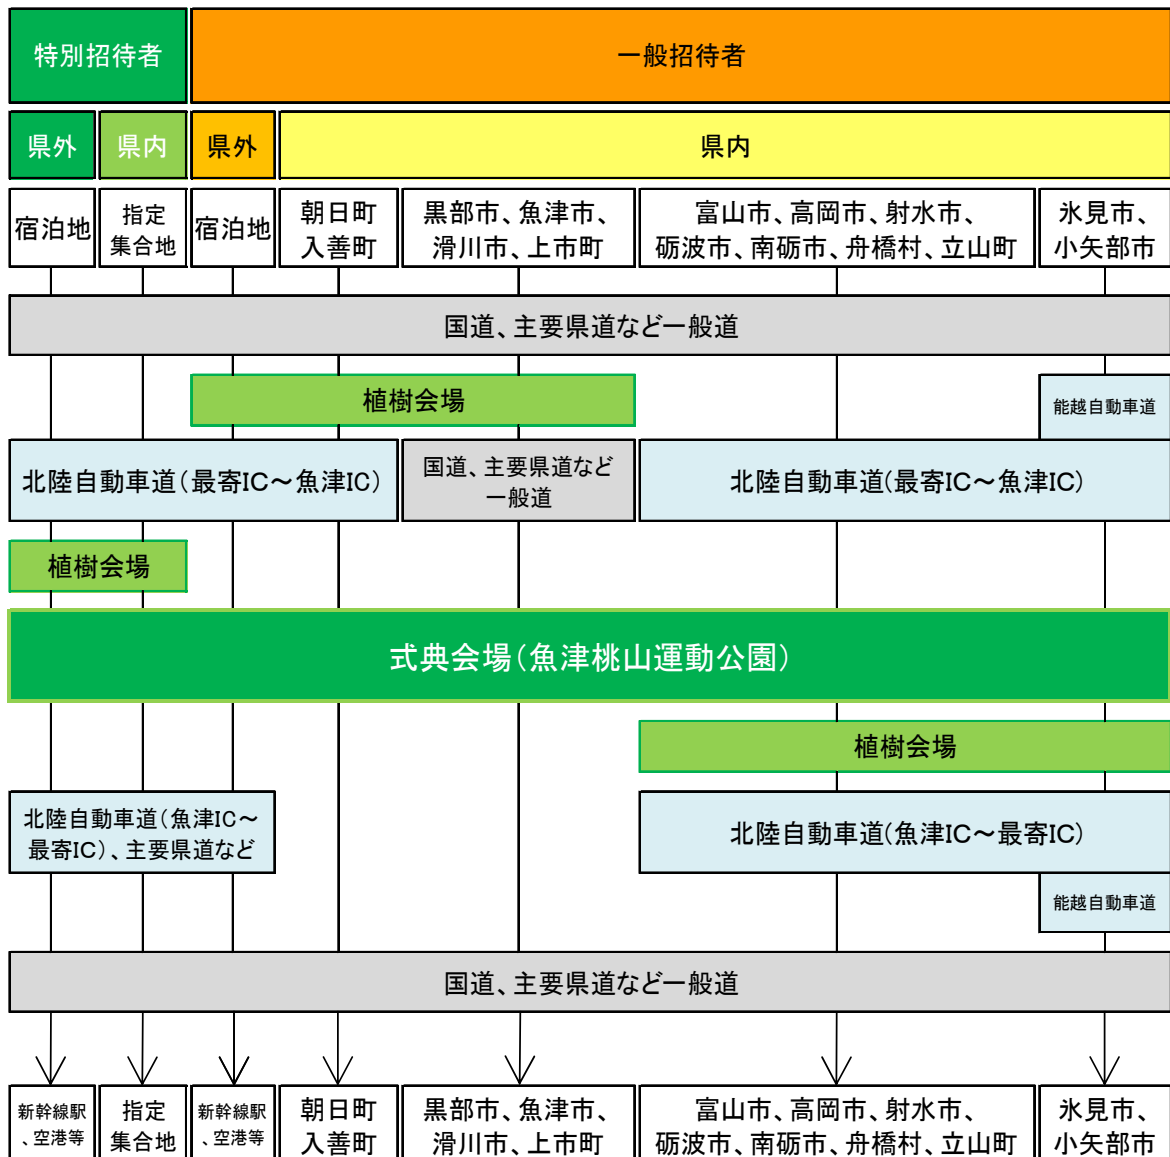 特別招待者
一般招待者
県外
県内
県外
県内
宿泊地
指定
集合地
宿泊地
朝日町
入善町
黒部市、魚津市、
滑川市、上市町
富山市、高岡市、射水市、
砺波市、南砺市、舟橋村、立山町
氷見市、
小矢部市
国道、主要県道など一般道
植樹会場
能越自動車道
北陸自動車道(最寄IC～魚津IC)
国道、主要県道など
一般道
北陸自動車道(最寄IC～魚津IC)
植樹会場
式典会場(魚津桃山運動公園)
植樹会場
北陸自動車道(魚津IC～
最寄IC)、主要県道など
北陸自動車道(魚津IC～最寄IC)
能越自動車道
国道、主要県道など一般道
新幹線駅
、空港等
指定
集合地
新幹線駅
、空港等
朝日町
入善町
黒部市、魚津市、
滑川市、上市町
富山市、高岡市、射水市、
砺波市、南砺市、舟橋村、立山町
氷見市、
小矢部市